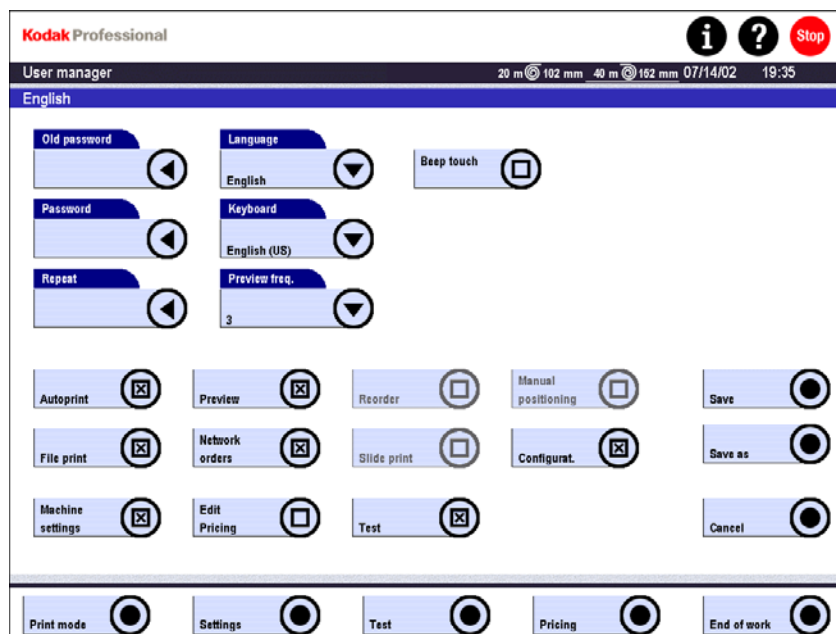 Kodak Professional
i ? Stop
User manager 20 m 102 mm 40 m 152 mm 07/14/02 19:35
English
Old password
Language
English
Beep touch
Password
Keyboard
English (US)
Repeat
Preview freq.
3
Autoprint
Preview
Reorder
Manual
positioning
Save
File print
Network
orders
Slide print
Configurat.
Save as
Machine
settings
Edit
Pricing
Test
Cancel
Print mode
Settings
Test
Pricing
End of work